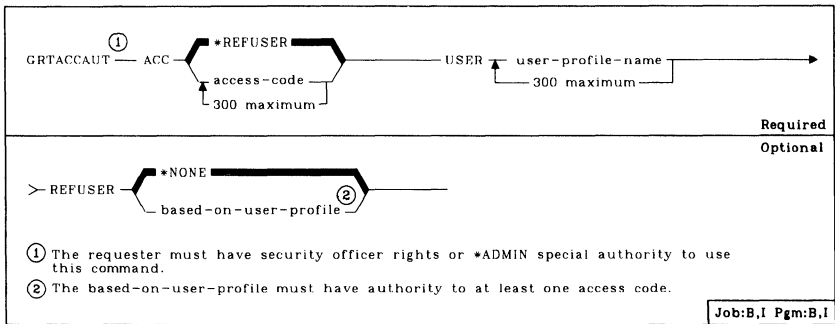 ①
*REFUSER
GRTACCAUT ACC USER user-profile-name
access-code 300 maximum
300 maximum
Required
Optional
*NONE
REFUSER ②
based-on-user-profile
① The requester must have security officer rights or *ADMIN special authority to use
this command.
② The based-on-user-profile must have authority to at least one access code.
Job:B,I Pgm:B,I